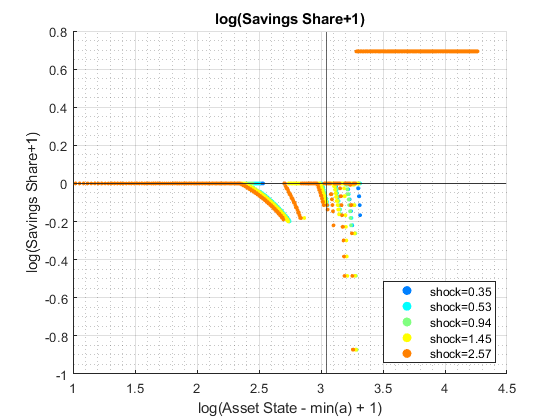 log(Savings Share+1)
0.8
0.6
0.4
0.2
0
-0.2
-0.4
-0.6
-0.8
-1
log(Savings Share+1)
shock=0.35
shock=0.53
shock=0.94
shock=1.45
shock=2.57
1 1.5 2 2.5 3 3.5 4 4.5
log(Asset State - min(a) + 1)